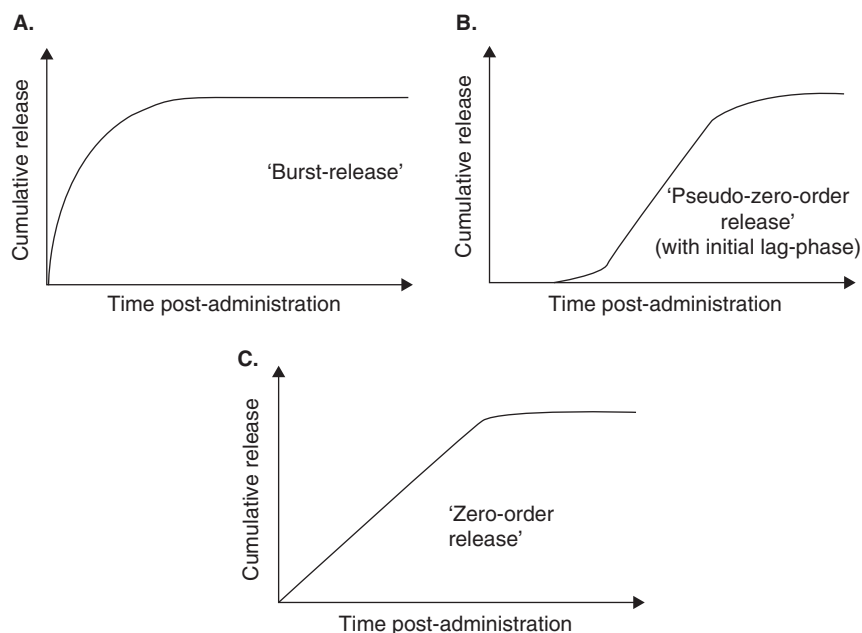 A.
Cumulative release
'Burst-release'
Time post-administration
B.
Cumulative release
'Pseudo-zero-order
release'
(with initial lag-phase)
Time post-administration
C.
Cumulative release
'Zero-order
release'
Time post-administration